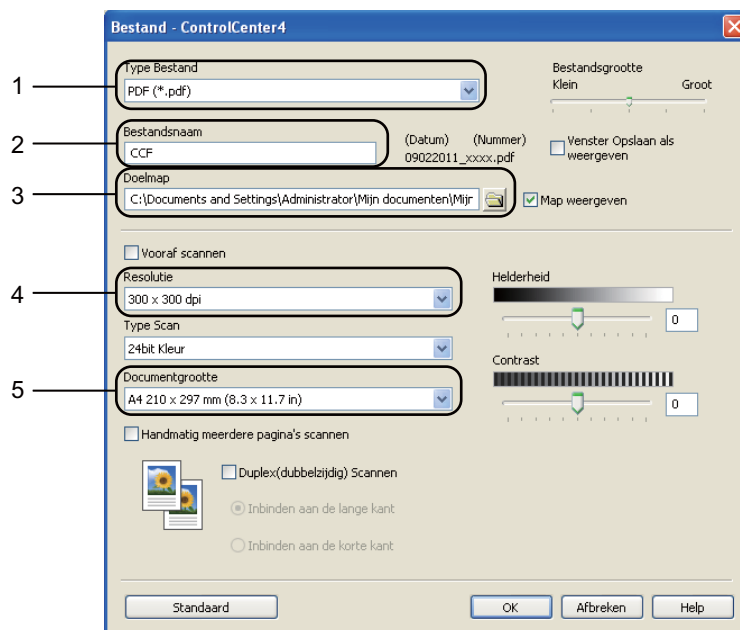 Bestand - ControlCenter4
1
Type Bestand
PDF (*.pdf)
Bestandsgrootte
Klein Groot
2
Bestandsnaam
CCF
(Datum) (Nummer)
09022011_xxxx.pdf
Venster Opslaan als
weergeven
3
Doelmap
C:\Documents and Settings\Administrator\Mijn documenten\Mijr
Map weergeven
Vooraf scannen
4
Resolutie
300 x 300 dpi
Helderheid
0
Type Scan
24bit Kleur
Contrast
0
5
Documentgrootte
A4 210 x 297 mm (8.3 x 11.7 in)
Handmatig meerdere pagina's scannen
Duplex(dubbelzijdig) Scannen
Inbinden aan de lange kant
Inbinden aan de korte kant
Standaard OK Afbreken Help